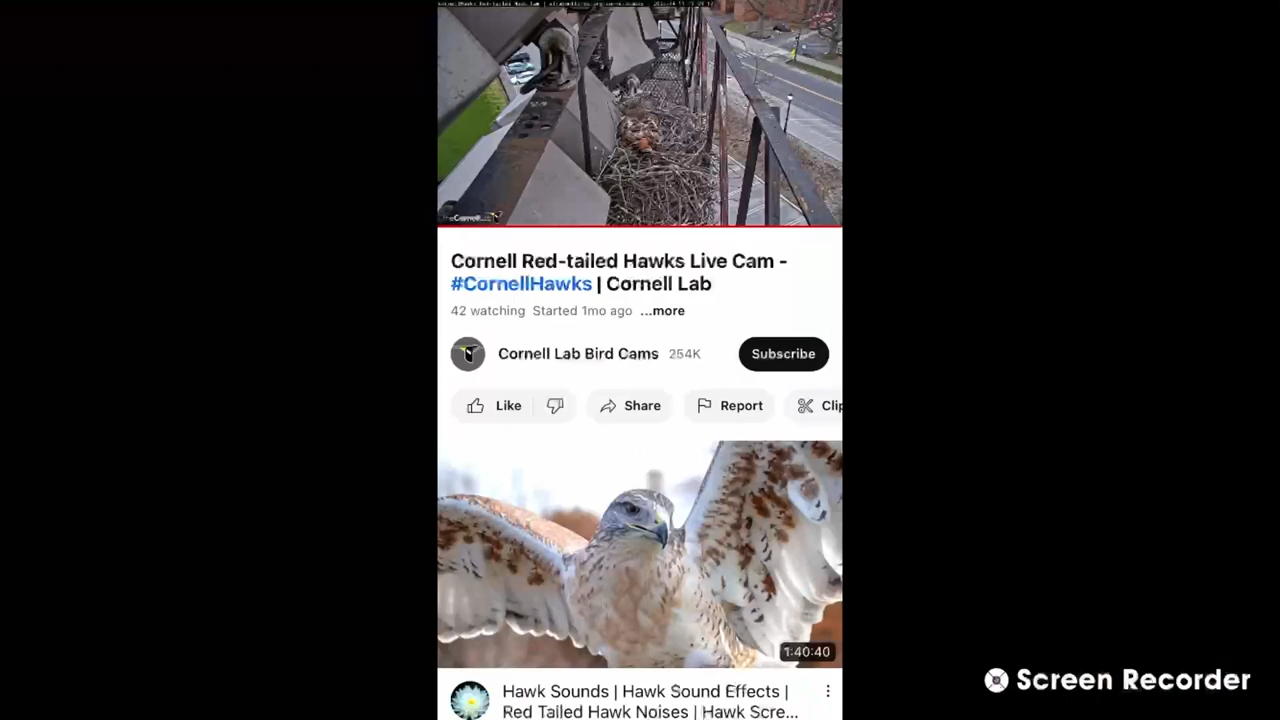 Cornell Red-tailed Hawks Live Cam -
#CornellHawks | Cornell Lab
42 watching Started 1mo ago ...more
Cornell Lab Bird Cams 254K Subscribe
Like Share Report Clip
1:40:40
Hawk Sounds | Hawk Sound Effects |
Red Tailed Hawk Noises | Hawk Scre...
Screen Recorder